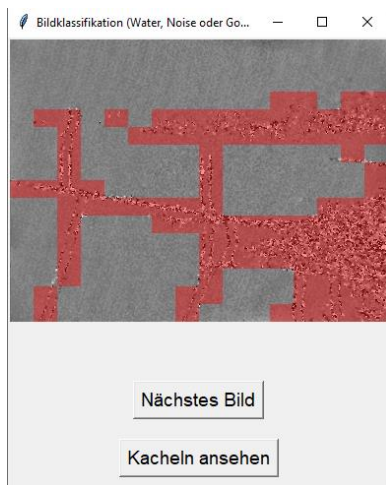 Bildklassifikation (Water, Noise oder Go...
Nächstes Bild
Kacheln ansehen